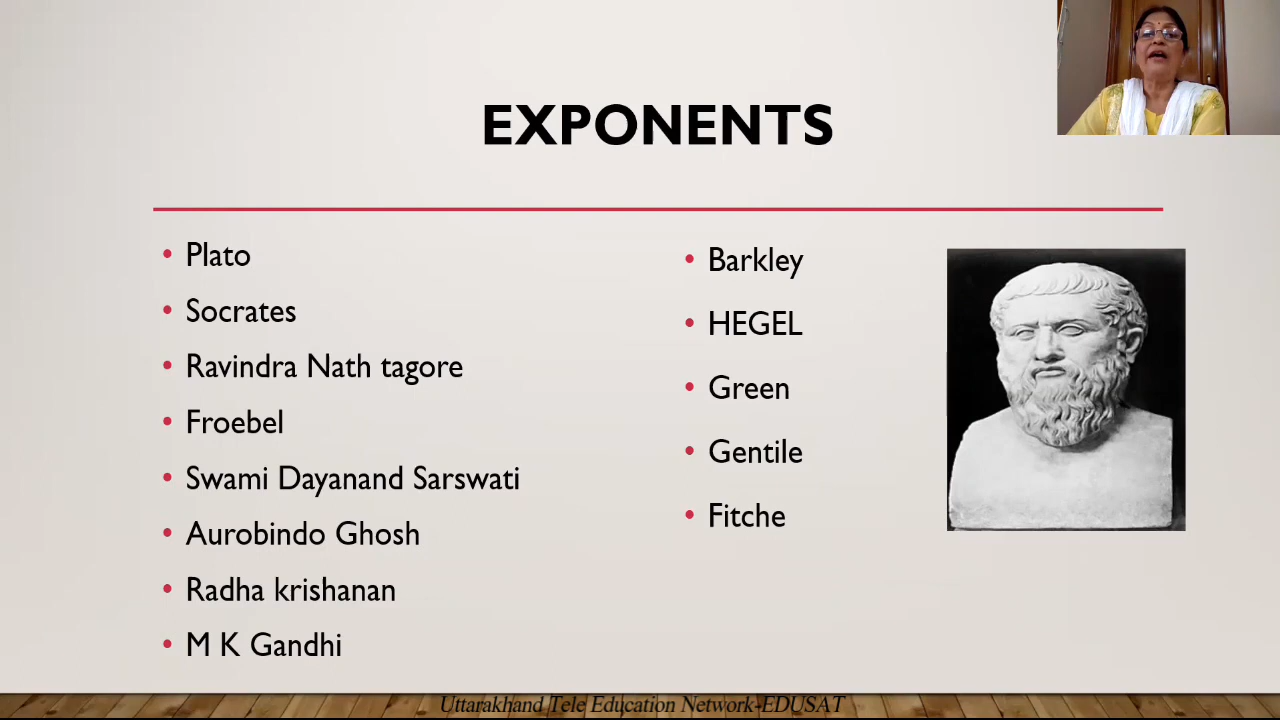 EXPONENTS
• Plato
• Socrates
• Ravindra Nath tagore
• Froebel
• Swami Dayanand Sarswati
• Aurobindo Ghosh
• Radha krishanan
• M K Gandhi
• Barkley
• HEGEL
• Green
• Gentile
• Fitche
Uttarakhand Tele Education Network-EDUSAT